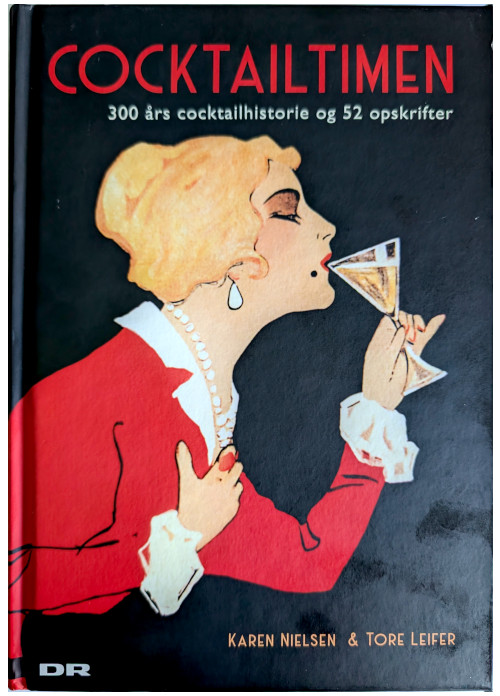 COCKTAILTIMEN
300 års cocktailhistorie og 52 opskrifter
KAREN NIELSEN & TORE LEIFER
DR